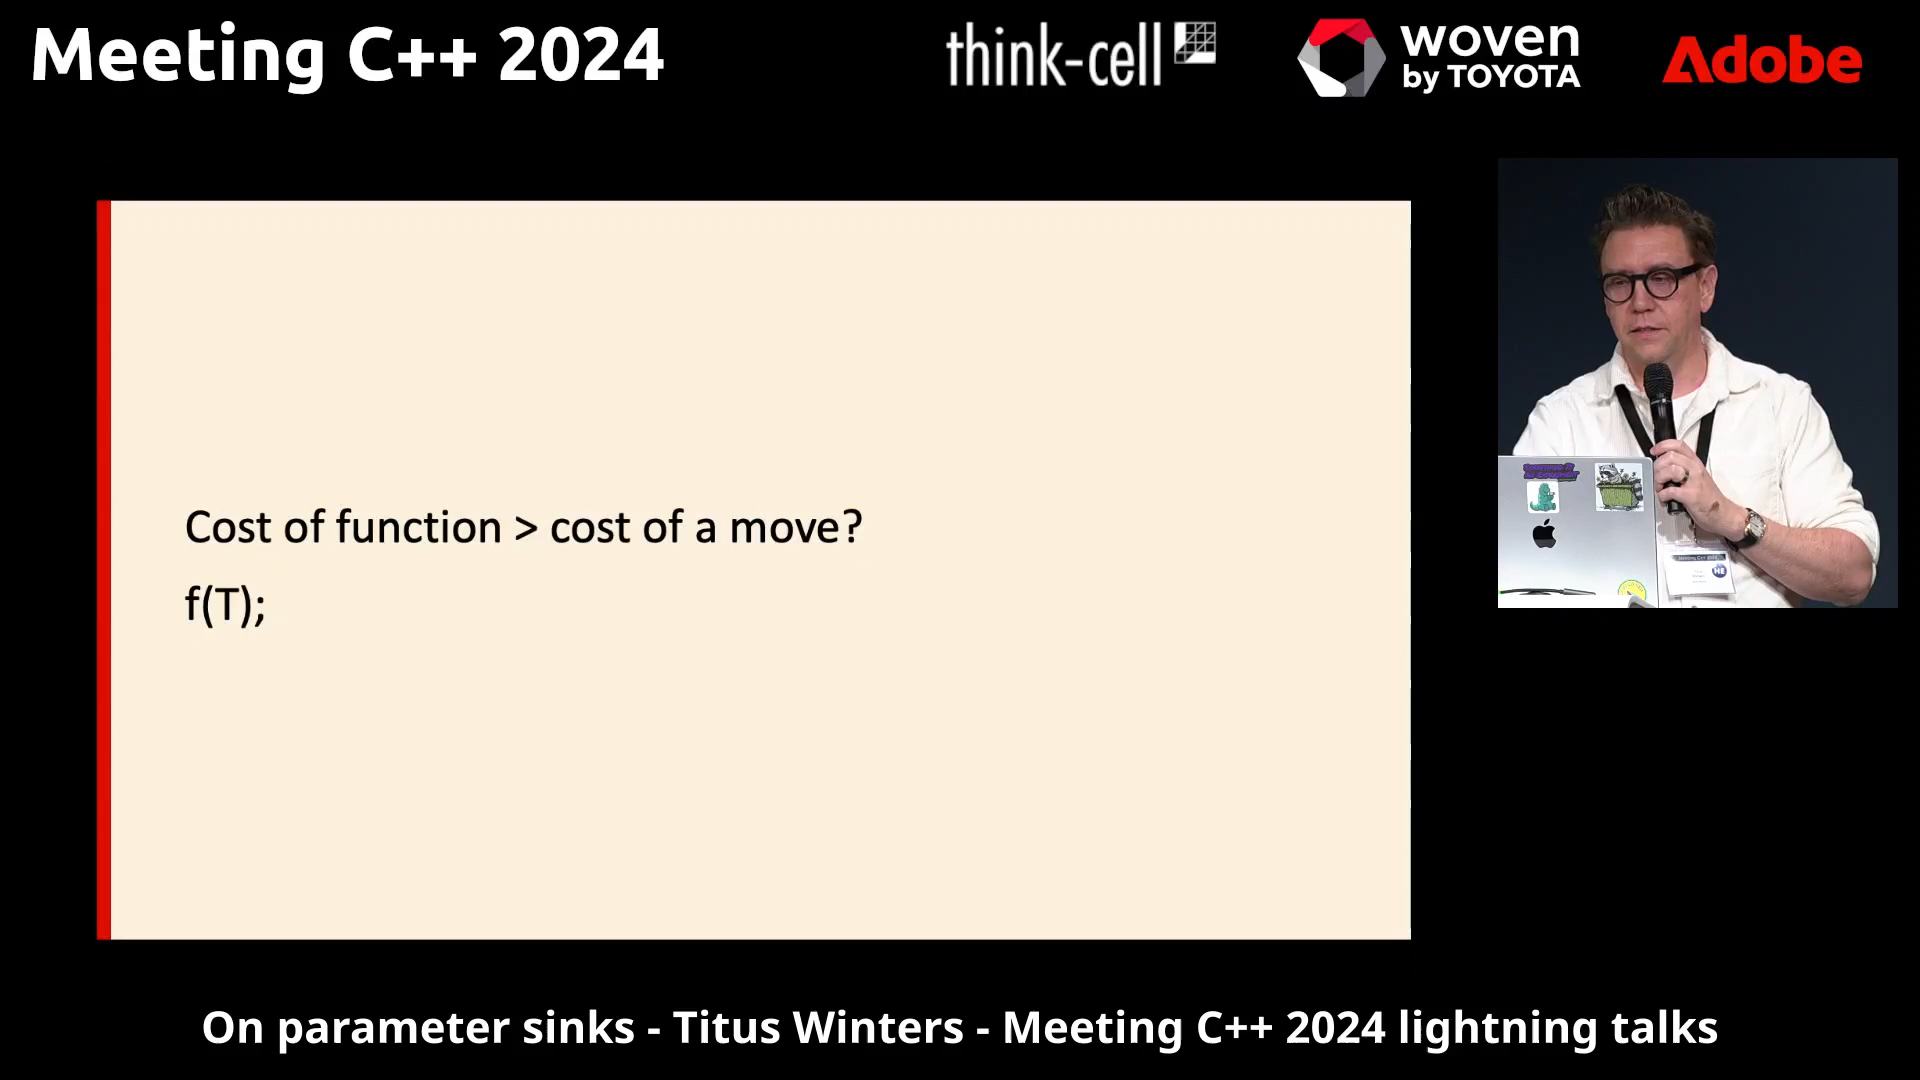 Meeting C++ 2024
think-cell
woven
by TOYOTA
Adobe
Cost of function > cost of a move?
f(T);
HE
On parameter sinks - Titus Winters - Meeting C++ 2024 lightning talks